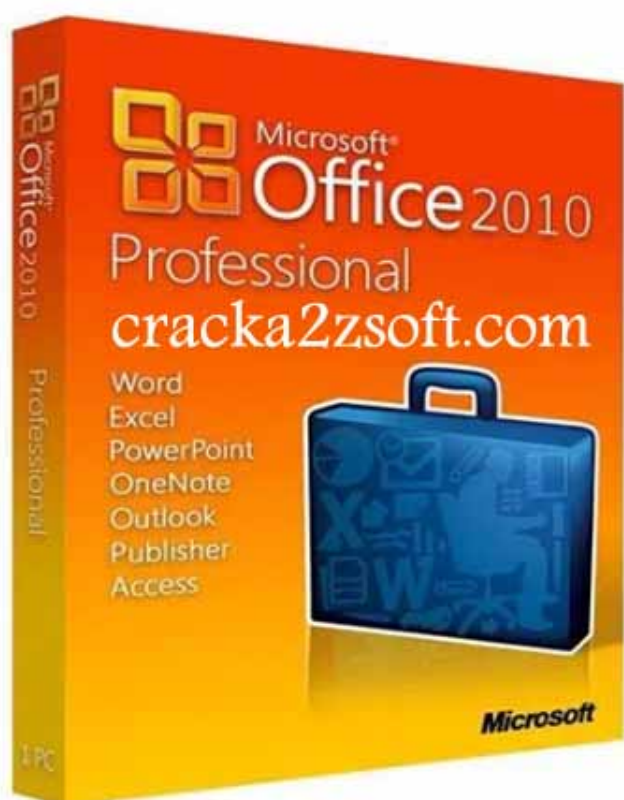 Microsoft®
Office 2010
Professional
cracka2zsoft.com
Word
Excel
PowerPoint
OneNote
Outlook
Publisher
Access
X
W
Microsoft
Microsoft
Office 2010
Professional
1 PC